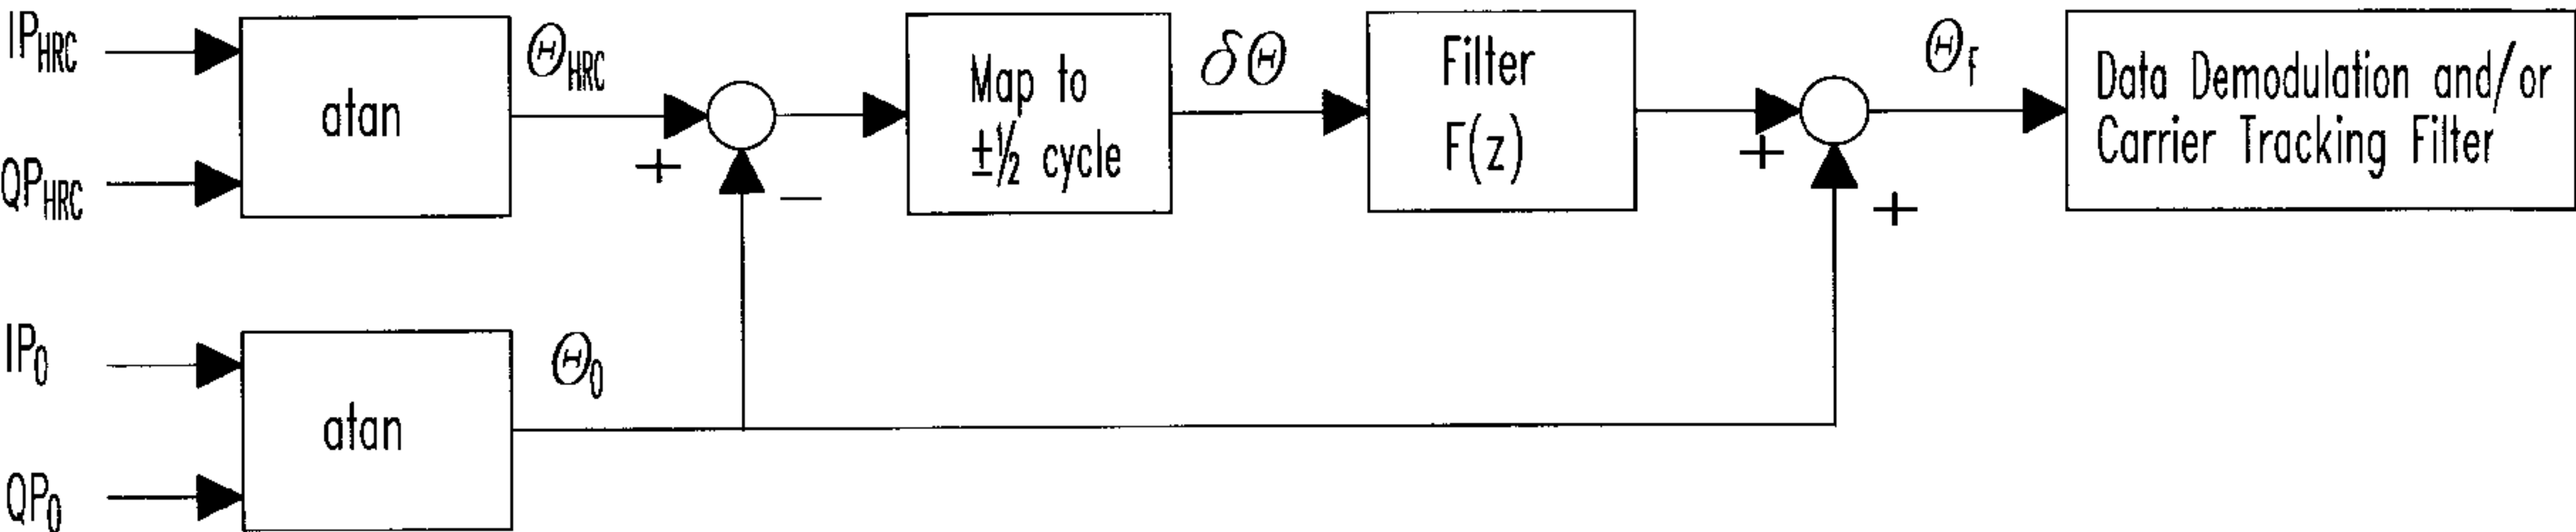 IP_HRC
QP_HRC
atan
Θ_HRC
+
−
Map to
±½ cycle
δΘ
Filter
F(z)
+
+
Θ_f
Data Demodulation and/or
Carrier Tracking Filter
IP_0
QP_0
atan
Θ_0